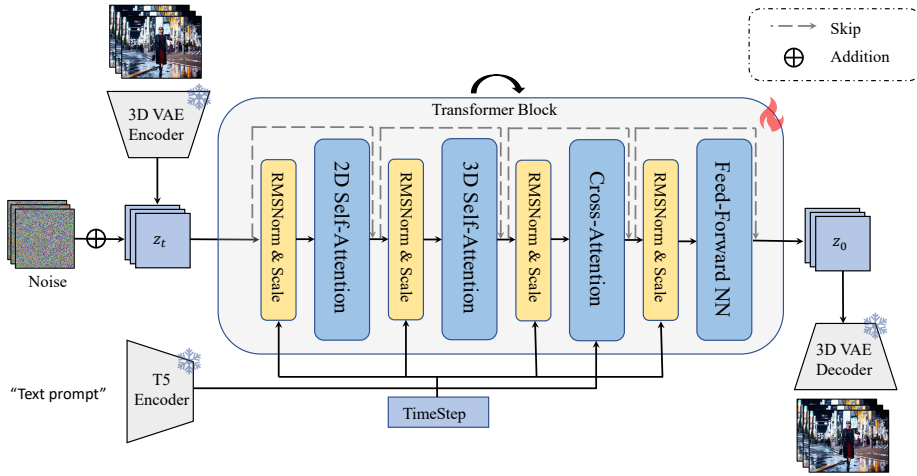 Skip
Addition
3D VAE
Encoder
Transformer Block
RMSNorm & Scale
2D Self-Attention
RMSNorm & Scale
3D Self-Attention
RMSNorm & Scale
Cross-Attention
RMSNorm & Scale
Feed-Forward NN
Noise
z_t
z_0
"Text prompt"
T5
Encoder
TimeStep
3D VAE
Decoder